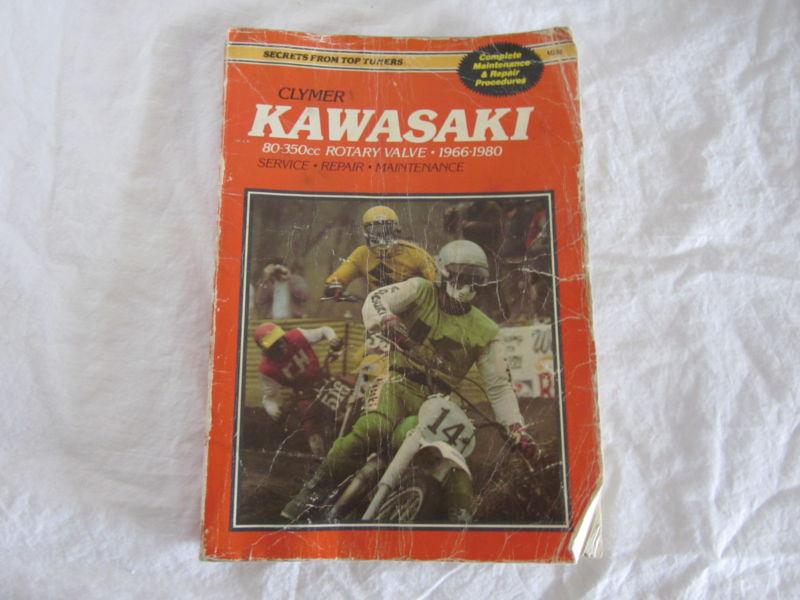 SECRETS FROM TOP TUNERS
Complete
Maintenance
& Repair
Procedures
CLYMER
KAWASAKI
80-350cc ROTARY VALVE • 1966-1980
SERVICE • REPAIR • MAINTENANCE
14